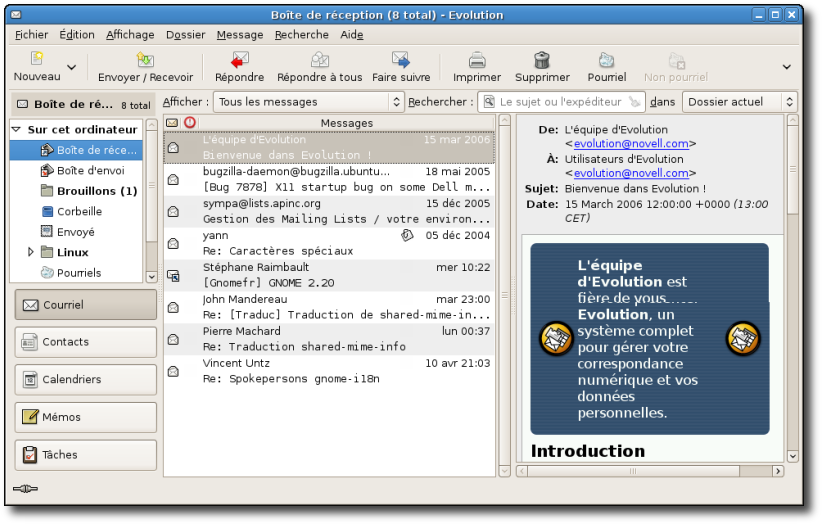 Boîte de réception (8 total) - Evolution
Fichier Édition Affichage Dossier Message Recherche Aide
Nouveau Envoyer / Recevoir Répondre Répondre à tous Faire suivre Imprimer Supprimer Pourriel Non pourriel
Boîte de ré... 8 total
Afficher : Tous les messages Rechercher : Le sujet ou l'expéditeur dans Dossier actuel
Sur cet ordinateur
Boîte de réce...
Boîte d'envoi
Brouillons (1)
Corbeille
Envoyé
Linux
Pourriels
Courriel
Contacts
Calendriers
Mémos
Tâches
Messages
L'équipe d'Evolution 15 mar 2006
Bienvenue dans Evolution !
bugzilla-daemon@bugzilla.ubuntu... 18 mai 2005
[Bug 7878] X11 startup bug on some Dell m...
sympa@lists.apinc.org 15 déc 2005
Gestion des Mailing Lists / votre environ...
yann 05 déc 2004
Re: Caractères spéciaux
Stéphane Raimbault mer 10:22
[Gnomefr] GNOME 2.20
John Mandereau mar 23:00
Re: [Traduc] Traduction de shared-mime-in...
Pierre Machard lun 00:37
Re: Traduction shared-mime-info
Vincent Untz 10 avr 21:03
Re: Spokepersons gnome-i18n
De: L'équipe d'Evolution
<evolution@novell.com>
À: Utilisateurs d'Evolution
<evolution@novell.com>
Sujet: Bienvenue dans Evolution !
Date: 15 March 2006 12:00:00 +0000 (13:00
CET)
L'équipe
d'Evolution est
fière de vous
Evolution, un
système complet
pour gérer votre
correspondance
numérique et vos
données
personnelles.
Introduction